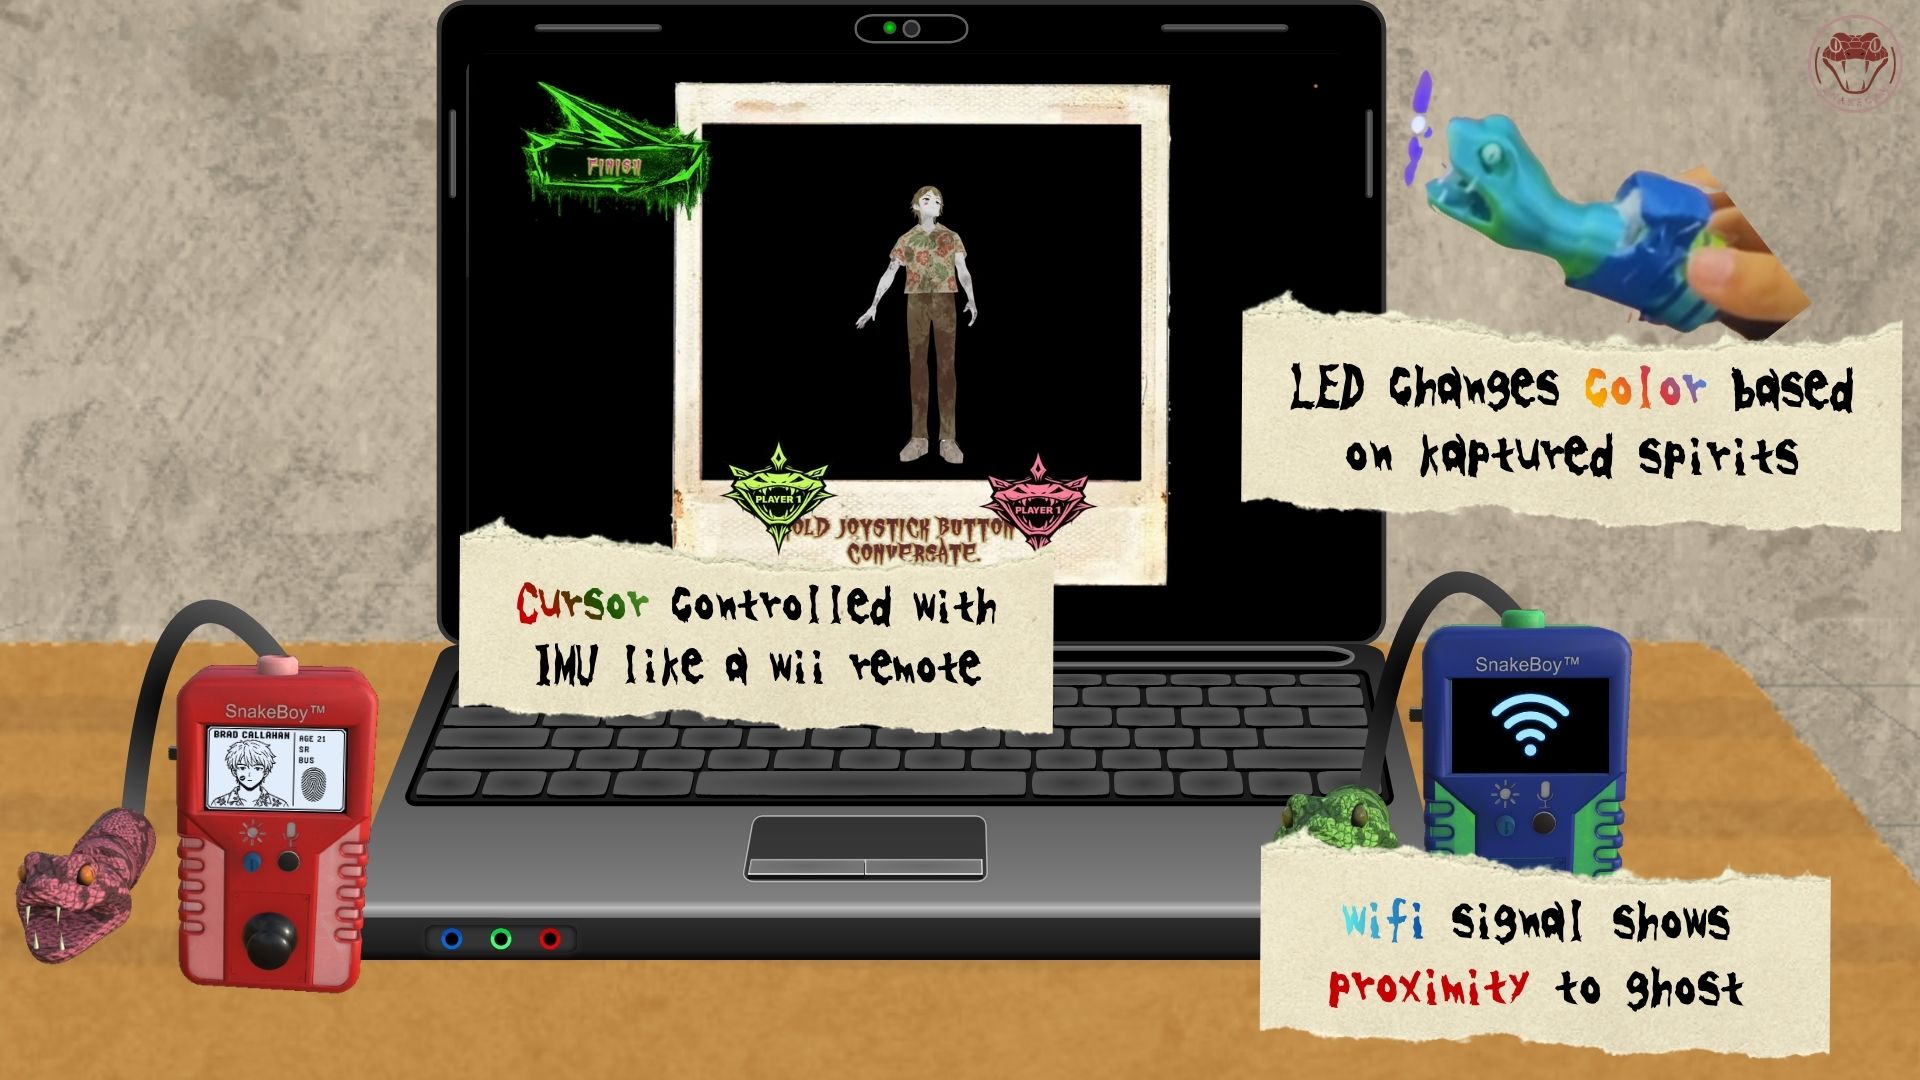 FINISH
PLAYER 1
PLAYER 1
OLD JOYSTICK BUTTON
CONVERSATE.
LED Changes Color based
on kaptured spirits
Cursor Controlled with
IMU like a wii remote
SnakeBoy™
BRAD CALLAHAN
AGE 21
SR
BUS
SnakeBoy™
Wifi signal shows
proximity to ghost